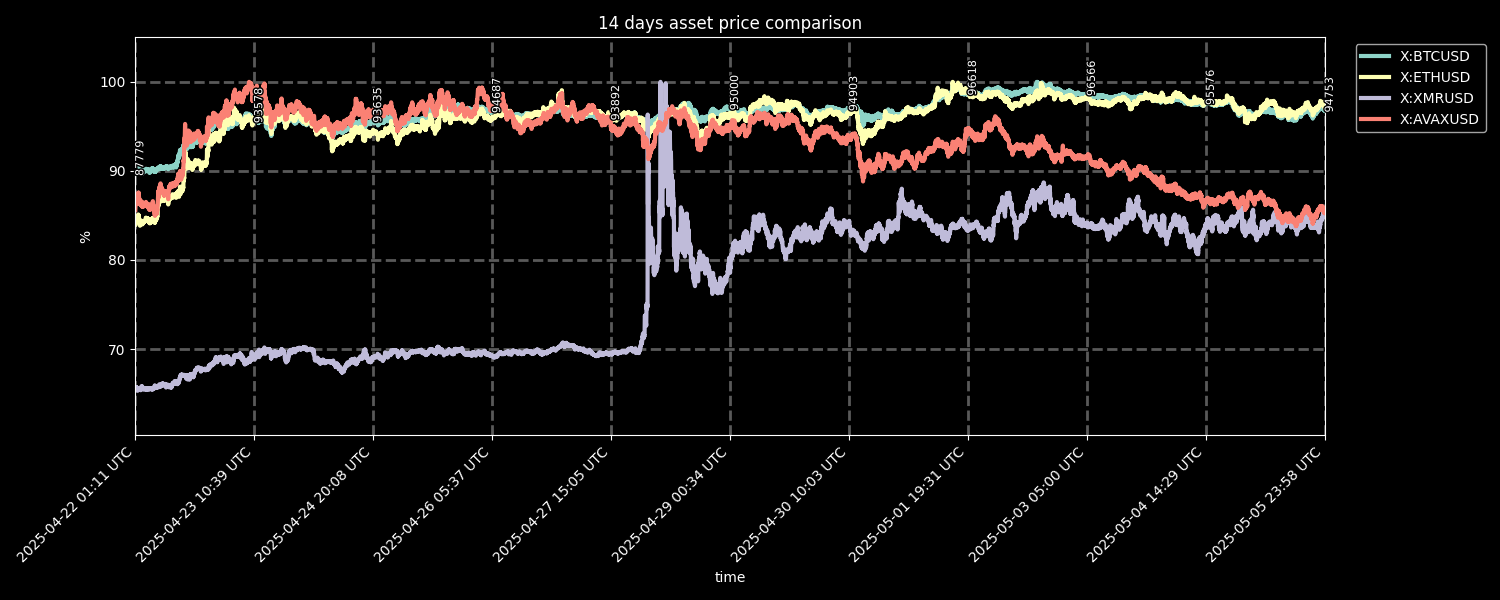 14 days asset price comparison
X:BTCUSD
X:ETHUSD
X:XMRUSD
X:AVAXUSD
%
100
90
80
70
87779
93578
93635
94687
93892
95000
94903
96618
96566
95576
94753
2025-04-22 01:11 UTC
2025-04-23 10:39 UTC
2025-04-24 20:08 UTC
2025-04-26 05:37 UTC
2025-04-27 15:05 UTC
2025-04-29 00:34 UTC
2025-04-30 10:03 UTC
2025-05-01 19:31 UTC
2025-05-03 05:00 UTC
2025-05-04 14:29 UTC
2025-05-05 23:58 UTC
time